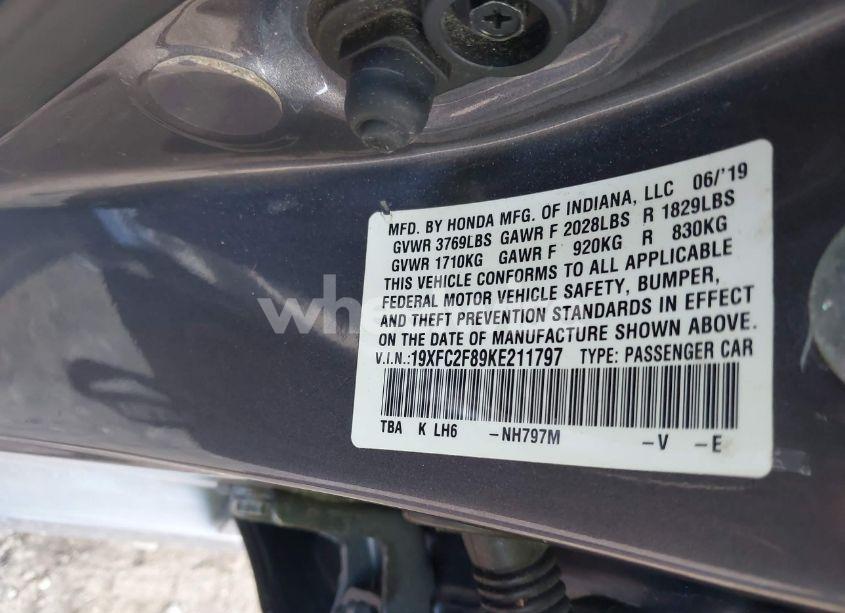 MFD. BY HONDA MFG. OF INDIANA, LLC 06/'19
GVWR 3769LBS GAWR F 2028LBS R 1829LBS
GVWR 1710KG GAWR F 920KG R 830KG
THIS VEHICLE CONFORMS TO ALL APPLICABLE
FEDERAL MOTOR VEHICLE SAFETY, BUMPER,
AND THEFT PREVENTION STANDARDS IN EFFECT
ON THE DATE OF MANUFACTURE SHOWN ABOVE.
V.I.N.:19XFC2F89KE211797 TYPE: PASSENGER CAR
TBA K LH6 -NH797M -V -E